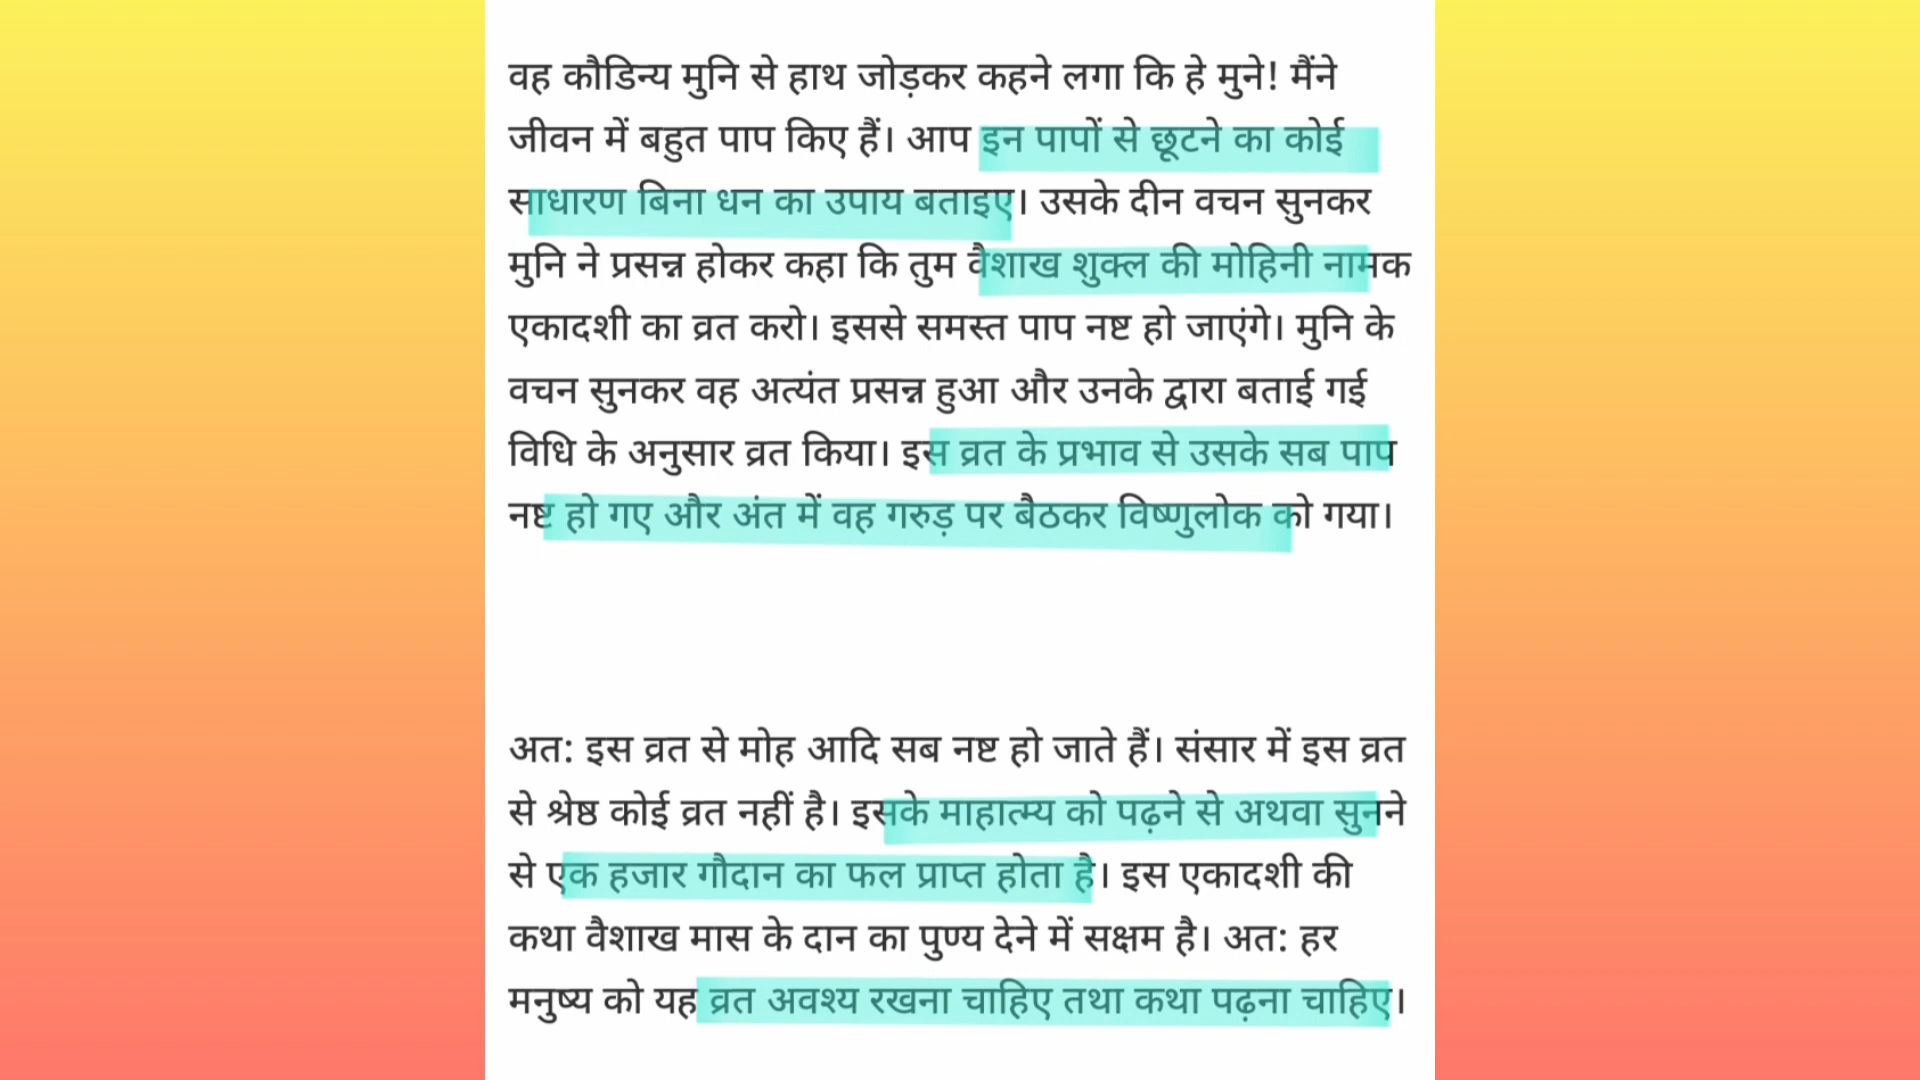 वह कौडिन्य मुनि से हाथ जोड़कर कहने लगा कि हे मुने! मैंने
जीवन में बहुत पाप किए हैं। आप इन पापों से छूटने का कोई
साधारण बिना धन का उपाय बताइए। उसके दीन वचन सुनकर
मुनि ने प्रसन्न होकर कहा कि तुम वैशाख शुक्ल की मोहिनी नामक
एकादशी का व्रत करो। इससे समस्त पाप नष्ट हो जाएंगे। मुनि के
वचन सुनकर वह अत्यंत प्रसन्न हुआ और उनके द्वारा बताई गई
विधि के अनुसार व्रत किया। इस व्रत के प्रभाव से उसके सब पाप
नष्ट हो गए और अंत में वह गरुड़ पर बैठकर विष्णुलोक को गया।
अत: इस व्रत से मोह आदि सब नष्ट हो जाते हैं। संसार में इस व्रत
से श्रेष्ठ कोई व्रत नहीं है। इसके माहात्म्य को पढ़ने से अथवा सुनने
से एक हजार गौदान का फल प्राप्त होता है। इस एकादशी की
कथा वैशाख मास के दान का पुण्य देने में सक्षम है। अत: हर
मनुष्य को यह व्रत अवश्य रखना चाहिए तथा कथा पढ़ना चाहिए।